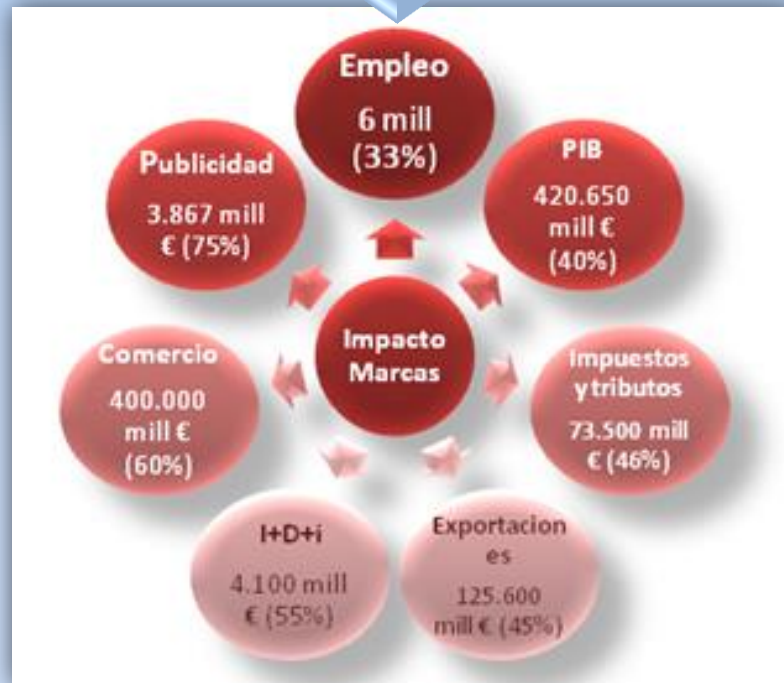 Empleo
6 mill
(33%)
PIB
420.650
mill €
(40%)
Impuestos
y tributos
73.500 mill
€ (46%)
Exportacion
es
125.600
mill € (45%)
I+D+i
4.100 mill
€ (55%)
Comercio
400.000
mill €
(60%)
Publicidad
3.867 mill
€ (75%)
Impacto
Marcas